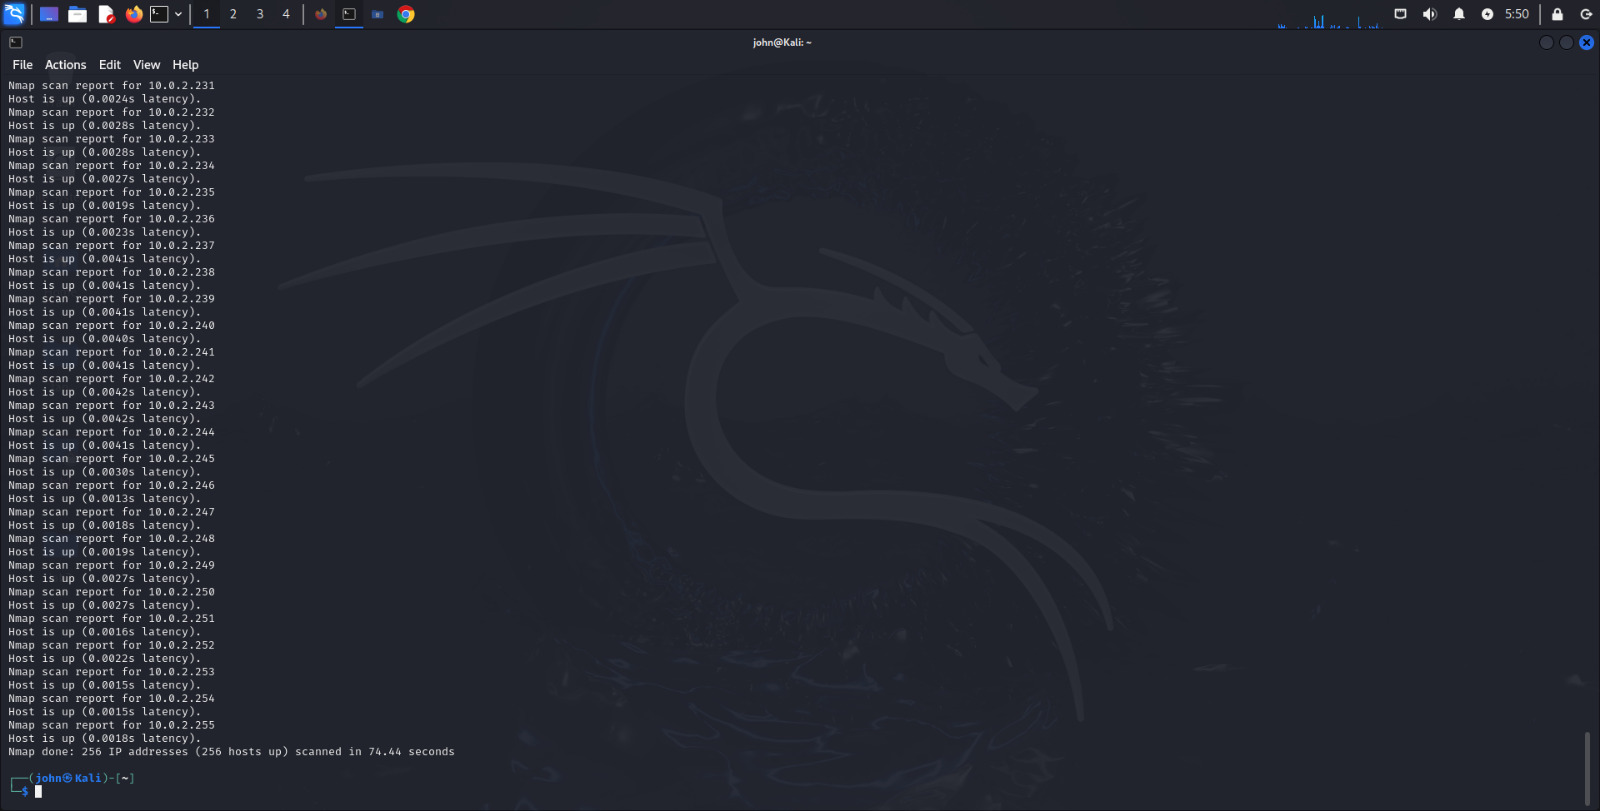 1 2 3 4 5:50
john@Kali: ~
File Actions Edit View Help
Nmap scan report for 10.0.2.231
Host is up (0.0024s latency).
Nmap scan report for 10.0.2.232
Host is up (0.0028s latency).
Nmap scan report for 10.0.2.233
Host is up (0.0028s latency).
Nmap scan report for 10.0.2.234
Host is up (0.0027s latency).
Nmap scan report for 10.0.2.235
Host is up (0.0019s latency).
Nmap scan report for 10.0.2.236
Host is up (0.0023s latency).
Nmap scan report for 10.0.2.237
Host is up (0.0041s latency).
Nmap scan report for 10.0.2.238
Host is up (0.0041s latency).
Nmap scan report for 10.0.2.239
Host is up (0.0041s latency).
Nmap scan report for 10.0.2.240
Host is up (0.0040s latency).
Nmap scan report for 10.0.2.241
Host is up (0.0041s latency).
Nmap scan report for 10.0.2.242
Host is up (0.0042s latency).
Nmap scan report for 10.0.2.243
Host is up (0.0042s latency).
Nmap scan report for 10.0.2.244
Host is up (0.0041s latency).
Nmap scan report for 10.0.2.245
Host is up (0.0030s latency).
Nmap scan report for 10.0.2.246
Host is up (0.0013s latency).
Nmap scan report for 10.0.2.247
Host is up (0.0018s latency).
Nmap scan report for 10.0.2.248
Host is up (0.0019s latency).
Nmap scan report for 10.0.2.249
Host is up (0.0027s latency).
Nmap scan report for 10.0.2.250
Host is up (0.0027s latency).
Nmap scan report for 10.0.2.251
Host is up (0.0016s latency).
Nmap scan report for 10.0.2.252
Host is up (0.0022s latency).
Nmap scan report for 10.0.2.253
Host is up (0.0015s latency).
Nmap scan report for 10.0.2.254
Host is up (0.0015s latency).
Nmap scan report for 10.0.2.255
Host is up (0.0018s latency).
Nmap done: 256 IP addresses (256 hosts up) scanned in 74.44 seconds
┌──(john㉿Kali)-[~]
└─$